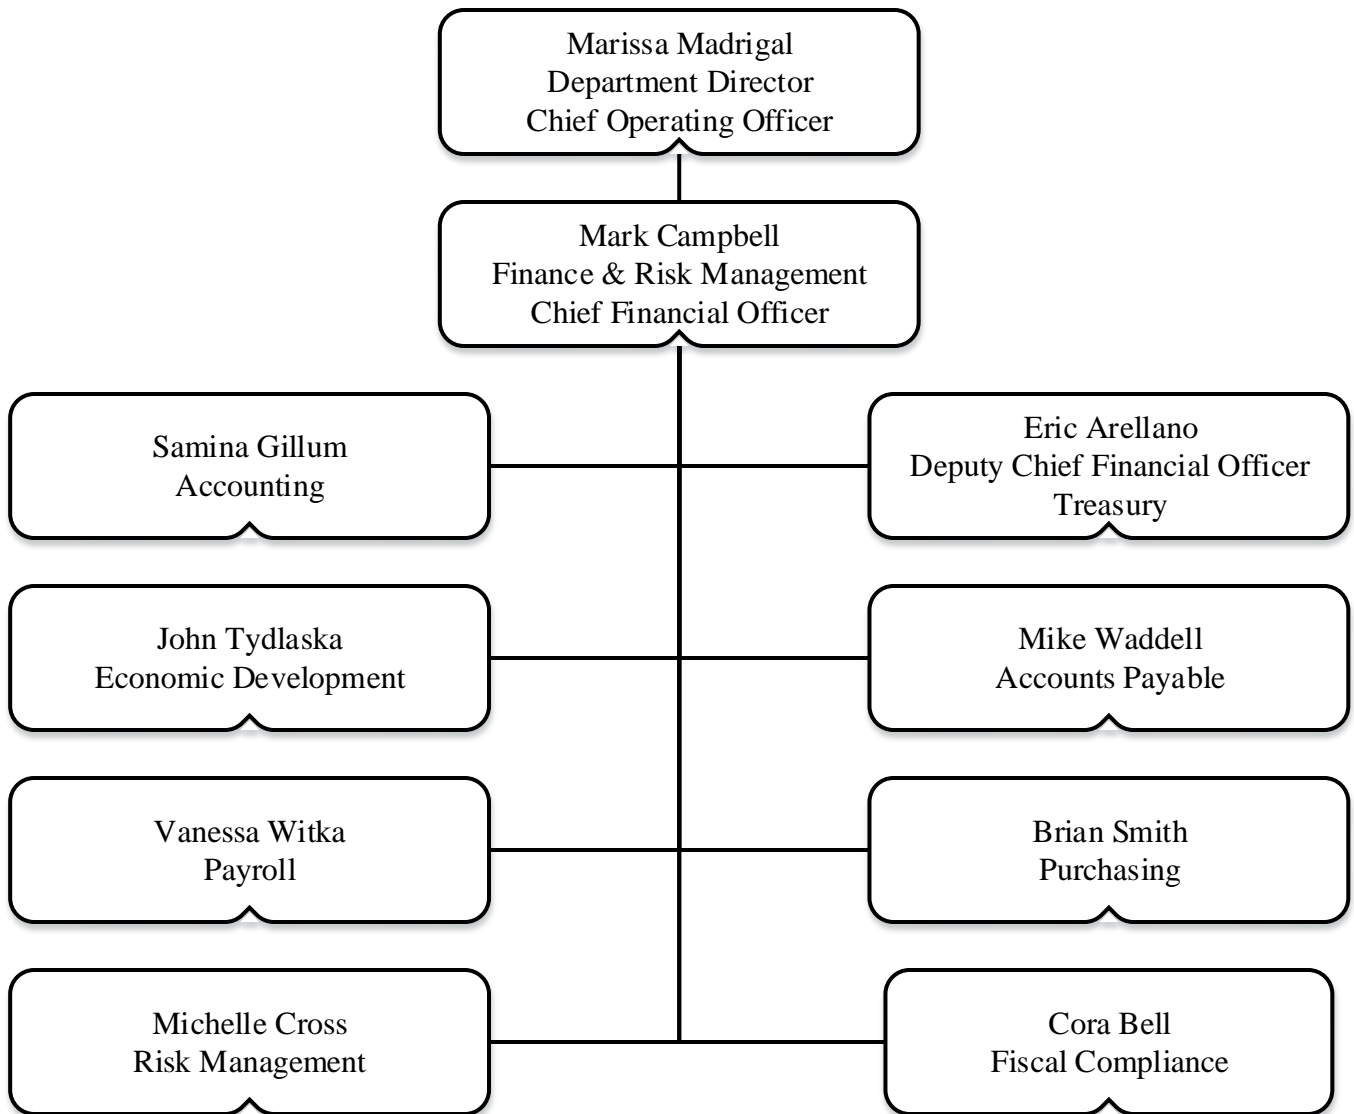 Marissa Madrigal
Department Director
Chief Operating Officer
Mark Campbell
Finance & Risk Management
Chief Financial Officer
Samina Gillum
Accounting
Eric Arellano
Deputy Chief Financial Officer
Treasury
John Tydlaska
Economic Development
Mike Waddell
Accounts Payable
Vanessa Witka
Payroll
Brian Smith
Purchasing
Michelle Cross
Risk Management
Cora Bell
Fiscal Compliance